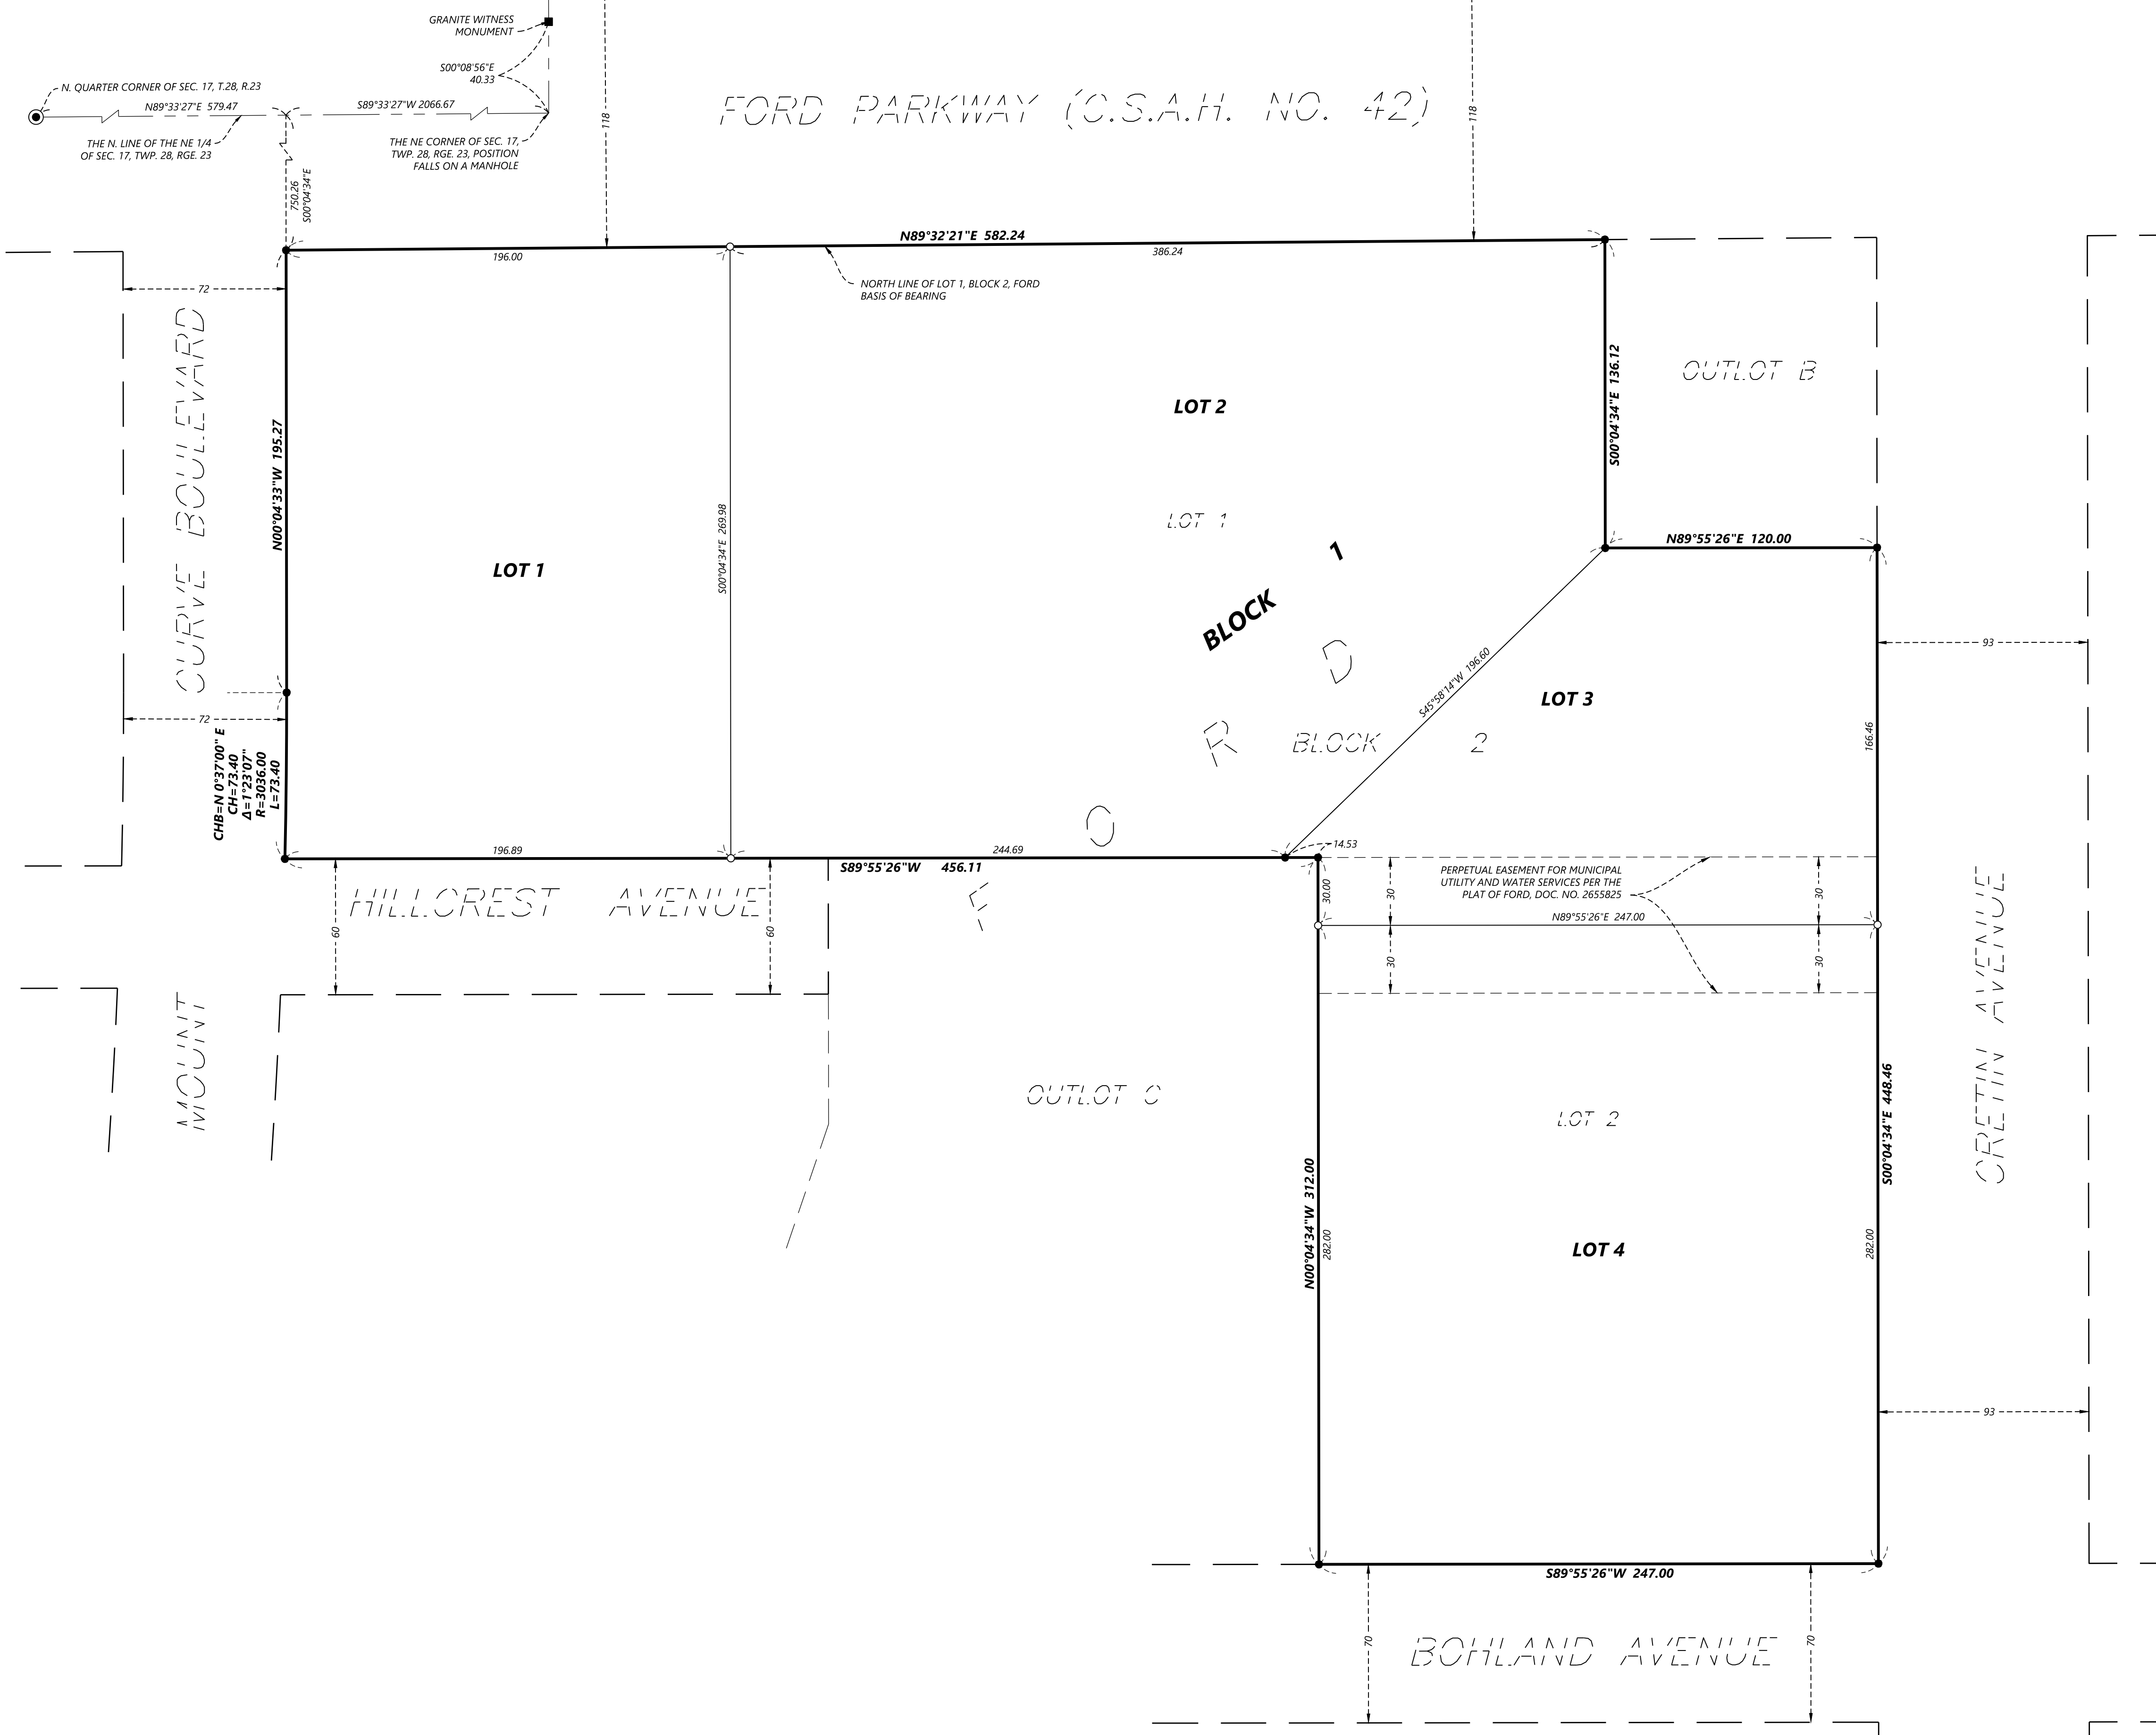 GRANITE WITNESS
MONUMENT
S00°08'56"E
40.33
N. QUARTER CORNER OF SEC. 17, T.28, R.23
N89°33'27"E 579.47
S89°33'27"W 2066.67
THE N. LINE OF THE NE 1/4
OF SEC. 17, TWP. 28, RGE. 23
THE NE CORNER OF SEC. 17,
TWP. 28, RGE. 23, POSITION
FALLS ON A MANHOLE
750.26
S00°04'34"E
118
FORD PARKWAY (C.S.A.H. NO. 42)
118
N89°32'21"E 582.24
196.00
386.24
NORTH LINE OF LOT 1, BLOCK 2, FORD
BASIS OF BEARING
72
CURVE BOULEVARD
N00°04'33"W 195.27
LOT 1
S00°04'34"E 269.98
LOT 2
LOT 1
BLOCK 1
S00°04'34"E 136.12
OUTLOT B
N89°55'26"E 120.00
93
S45°58'14"W 196.60
LOT 3
166.46
BLOCK 2
F O R D
72
CHB=N 0°37'00" E
CH=73.40
Δ=1°23'07"
R=3036.00
L=73.40
196.89
244.69
14.53
S89°55'26"W 456.11
HILLCREST AVENUE
60
60
30.00
30
PERPETUAL EASEMENT FOR MUNICIPAL
UTILITY AND WATER SERVICES PER THE
PLAT OF FORD, DOC. NO. 2655825
30
N89°55'26"E 247.00
30
30
MOUNT
CRETIN AVENUE
OUTLOT C
LOT 2
S00°04'34"E 448.46
N00°04'34"W 312.00
282.00
LOT 4
282.00
93
S89°55'26"W 247.00
70
BOHLAND AVENUE
70